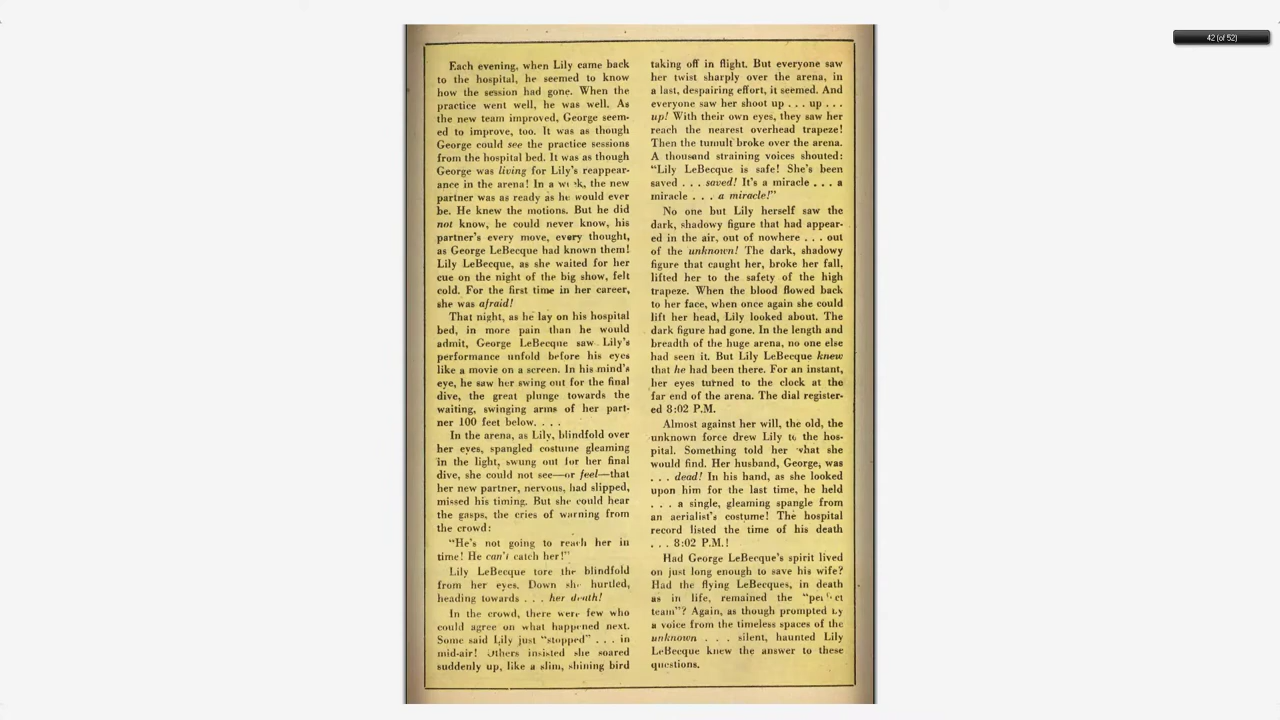 42 (of 52)
Each evening, when Lily came back
to the hospital, he seemed to know
how the session had gone. When the
practice went well, he was well. As
the new team improved, George seem-
ed to improve, too. It was as though
George could see the practice sessions
from the hospital bed. It was as though
George was living for Lily's reappear-
ance in the arena! In a week, the new
partner was as ready as he would ever
be. He knew the motions. But he did
not know, he could never know, his
partner's every move, every thought,
as George LeBecque had known them!
Lily LeBecque, as she waited for her
cue on the night of the big show, felt
cold. For the first time in her career,
she was afraid!
That night, as he lay on his hospital
bed, in more pain than he would
admit, George LeBecque saw Lily's
performance unfold before his eyes
like a movie on a screen. In his mind's
eye, he saw her swing out for the final
dive, the great plunge towards the
waiting, swinging arms of her part-
ner 100 feet below. . . .
In the arena, as Lily, blindfold over
her eyes, spangled costume gleaming
in the light, swung out for her final
dive, she could not see—or feel—that
her new partner, nervous, had slipped,
missed his timing. But she could hear
the gasps, the cries of warning from
the crowd:
"He's not going to reach her in
time! He can't catch her!"
Lily LeBecque tore the blindfold
from her eyes. Down she hurtled,
heading towards . . . her death!
In the crowd, there were few who
could agree on what happened next.
Some said Lily just "stopped" . . . in
mid-air! Others insisted she soared
suddenly up, like a slim, shining bird
taking off in flight. But everyone saw
her twist sharply over the arena, in
a last, despairing effort, it seemed. And
everyone saw her shoot up . . . up . . .
up! With their own eyes, they saw her
reach the nearest overhead trapeze!
Then the tumult broke over the arena.
A thousand straining voices shouted:
"Lily LeBecque is safe! She's been
saved . . . saved! It's a miracle . . . a
miracle . . . a miracle!"
No one but Lily herself saw the
dark, shadowy figure that had appear-
ed in the air, out of nowhere . . . out
of the unknown! The dark, shadowy
figure that caught her, broke her fall,
lifted her to the safety of the high
trapeze. When the blood flowed back
to her face, when once again she could
lift her head, Lily looked about. The
dark figure had gone. In the length and
breadth of the huge arena, no one else
had seen it. But Lily LeBecque knew
that he had been there. For an instant,
her eyes turned to the clock at the
far end of the arena. The dial register-
ed 8:02 P.M.
Almost against her will, the old, the
unknown force drew Lily to the hos-
pital. Something told her what she
would find. Her husband, George, was
. . . dead! In his hand, as she looked
upon him for the last time, he held
. . . a single, gleaming spangle from
an aerialist's costume! The hospital
record listed the time of his death
. . . 8:02 P.M.!
Had George LeBecque's spirit lived
on just long enough to save his wife?
Had the flying LeBecques, in death
as in life, remained the "perfect
team"? Again, as though prompted by
a voice from the timeless spaces of the
unknown . . . silent, haunted Lily
LeBecque knew the answer to these
questions.